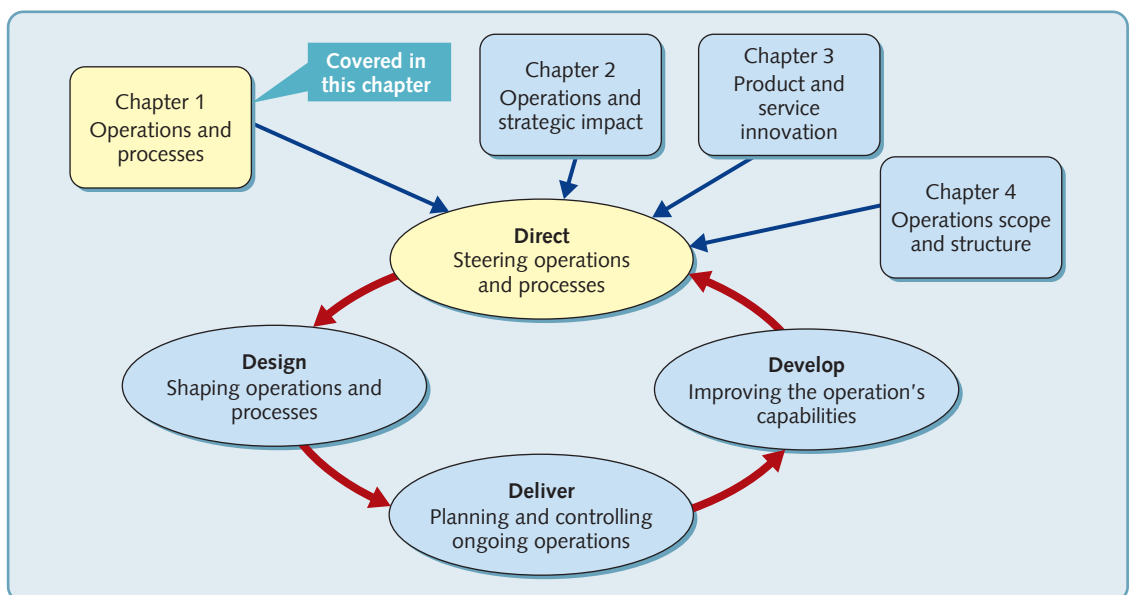 Covered in
this chapter
Chapter 1
Operations and
processes
Chapter 2
Operations and
strategic impact
Chapter 3
Product and
service
innovation
Chapter 4
Operations scope
and structure
Direct
Steering operations
and processes
Design
Shaping operations and
processes
Develop
Improving the operation's
capabilities
Deliver
Planning and controlling
ongoing operations